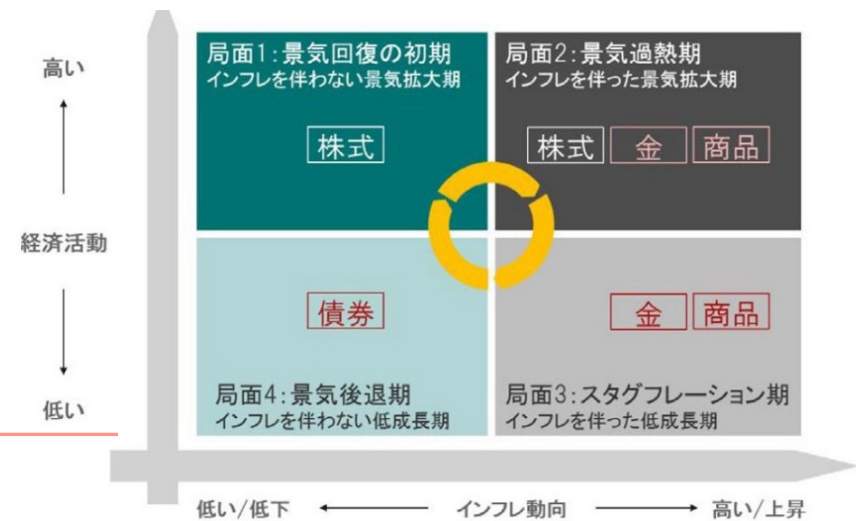 高い
経済活動
低い
局面1:景気回復の初期
インフレを伴わない景気拡大期
株式
局面2:景気過熱期
インフレを伴った景気拡大期
株式 金 商品
債券
局面4:景気後退期
インフレを伴わない低成長期
金 商品
局面3:スタグフレーション期
インフレを伴った低成長期
低い/低下 インフレ動向 高い/上昇